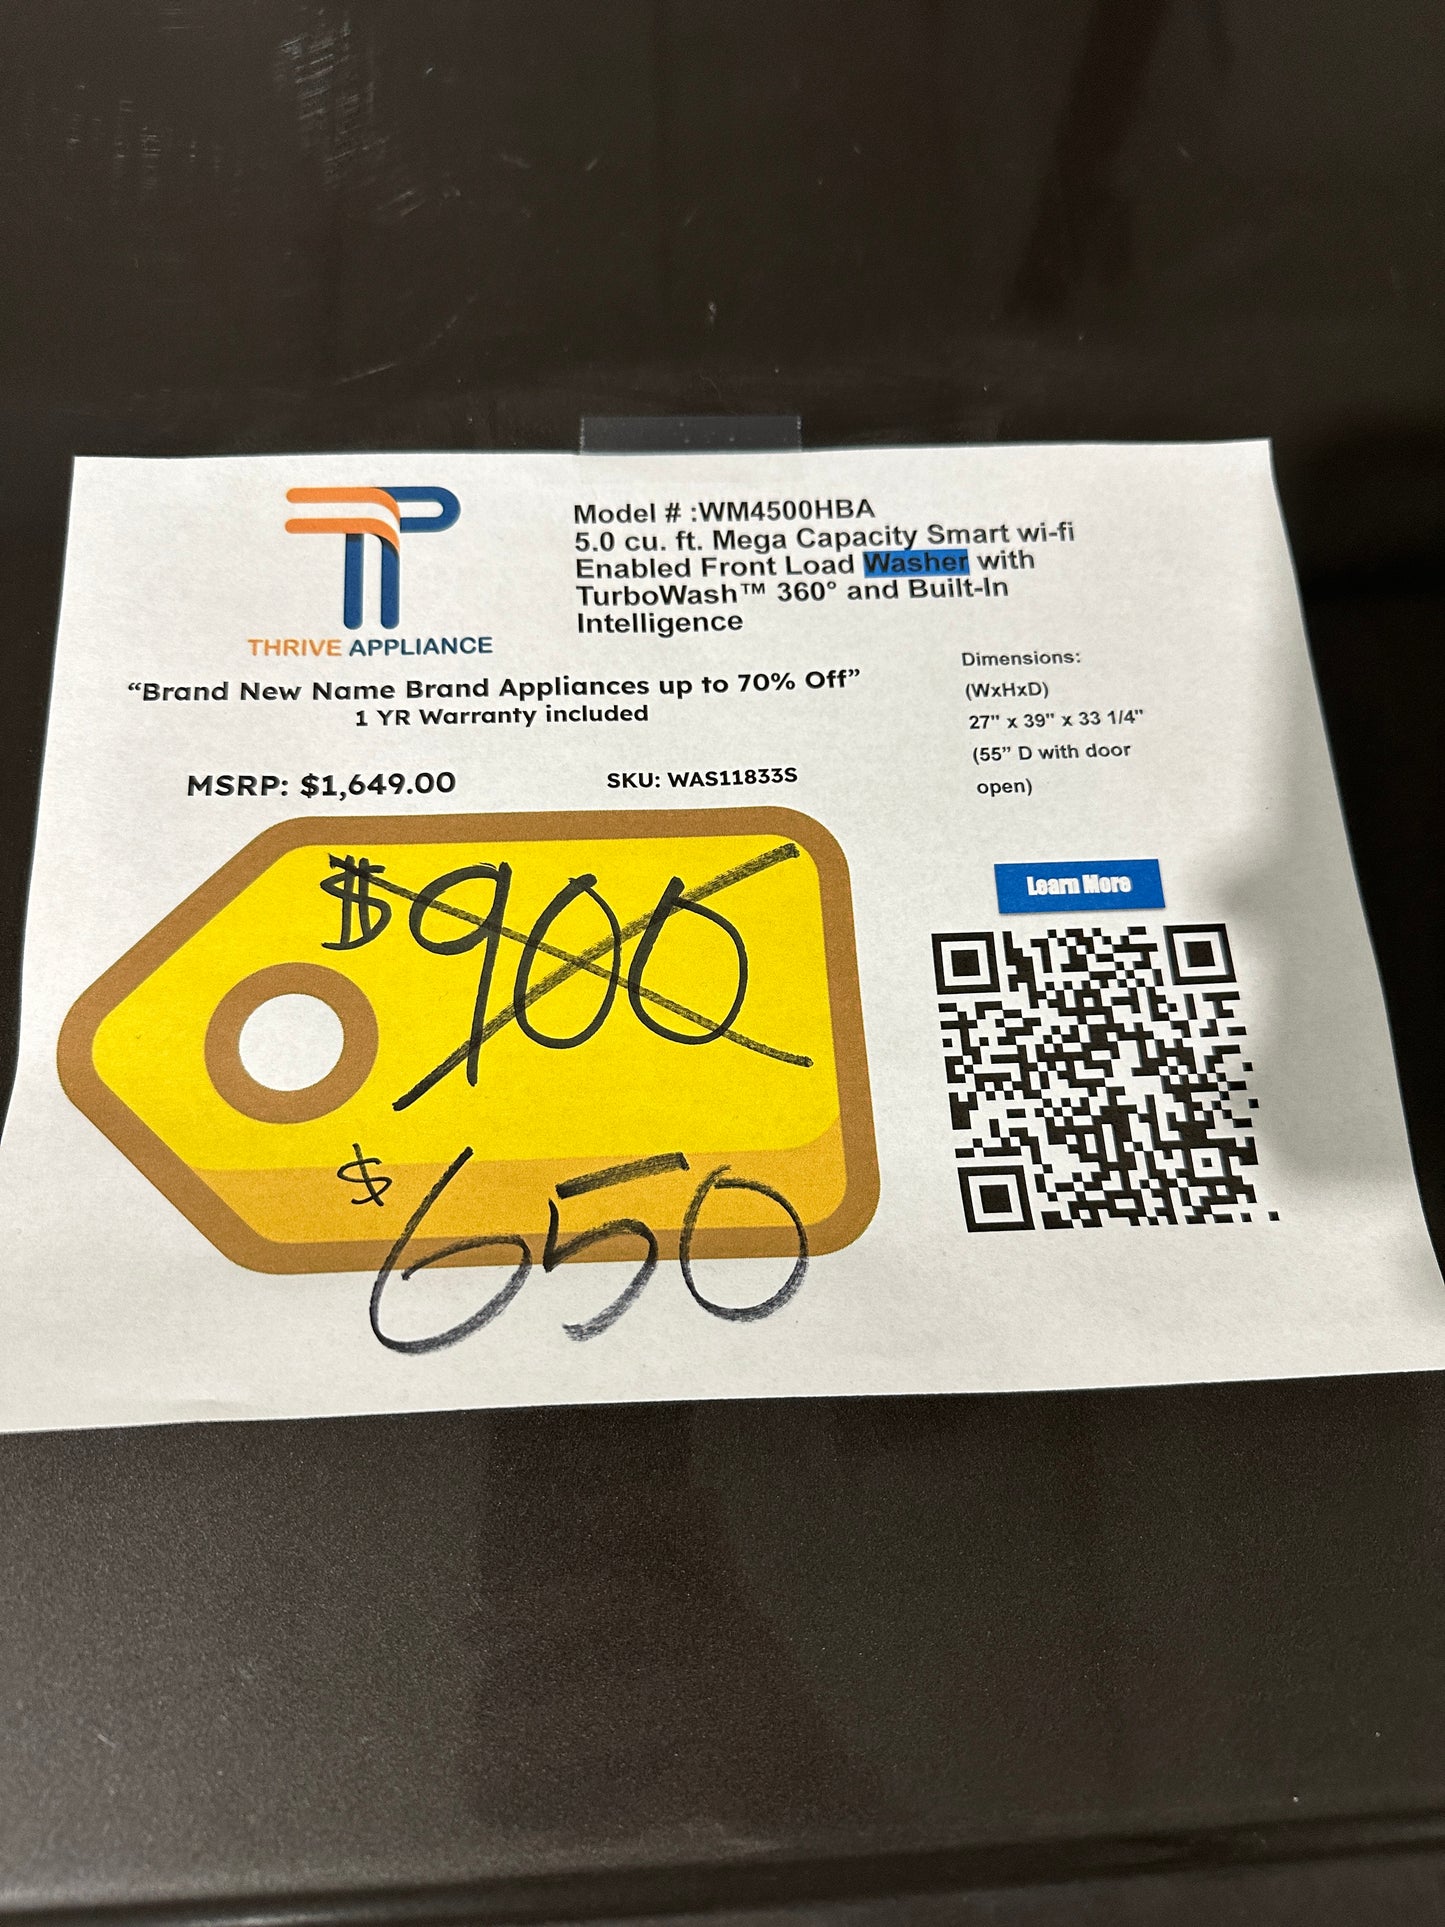 THRIVE APPLIANCE
Model # :WM4500HBA
5.0 cu. ft. Mega Capacity Smart wi-fi
Enabled Front Load Washer with
TurboWash™ 360° and Built-In
Intelligence
“Brand New Name Brand Appliances up to 70% Off”
1 YR Warranty included
Dimensions:
(WxHxD)
27" x 39" x 33 1/4"
(55” D with door
open)
MSRP: $1,649.00
SKU: WAS11833S
$900
$650
Learn More